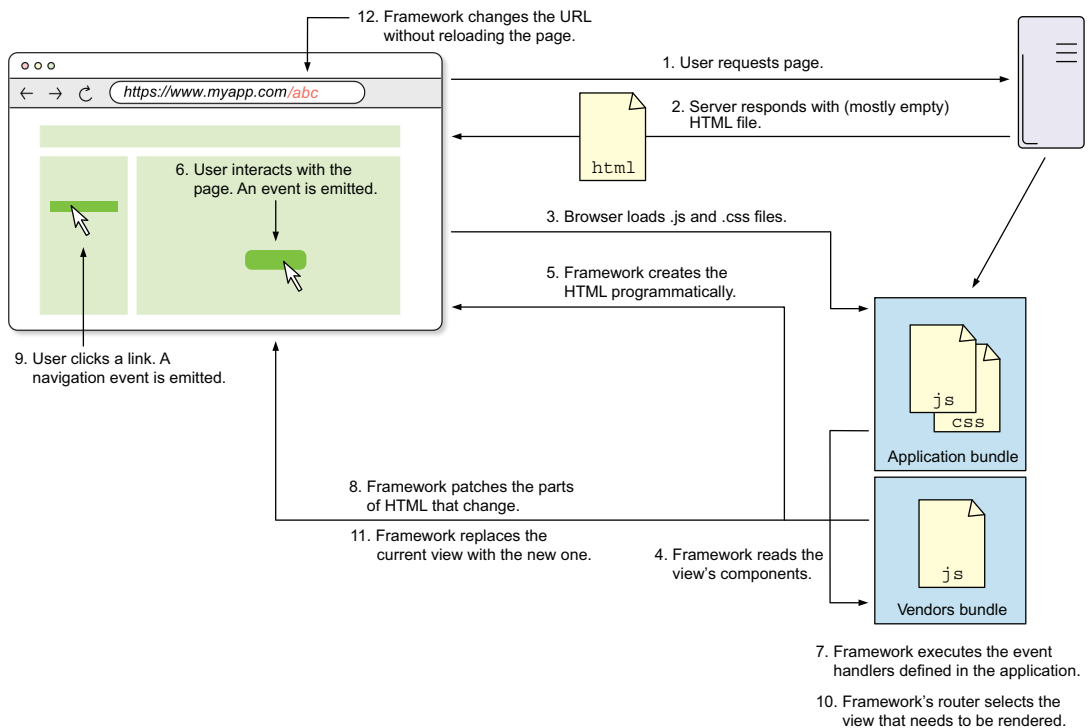 12. Framework changes the URL
without reloading the page.
https://www.myapp.com/abc
1. User requests page.
2. Server responds with (mostly empty)
HTML file.
html
6. User interacts with the
page. An event is emitted.
3. Browser loads .js and .css files.
5. Framework creates the
HTML programmatically.
9. User clicks a link. A
navigation event is emitted.
js
css
Application bundle
8. Framework patches the parts
of HTML that change.
11. Framework replaces the
current view with the new one.
4. Framework reads the
view's components.
js
Vendors bundle
7. Framework executes the event
handlers defined in the application.
10. Framework's router selects the
view that needs to be rendered.